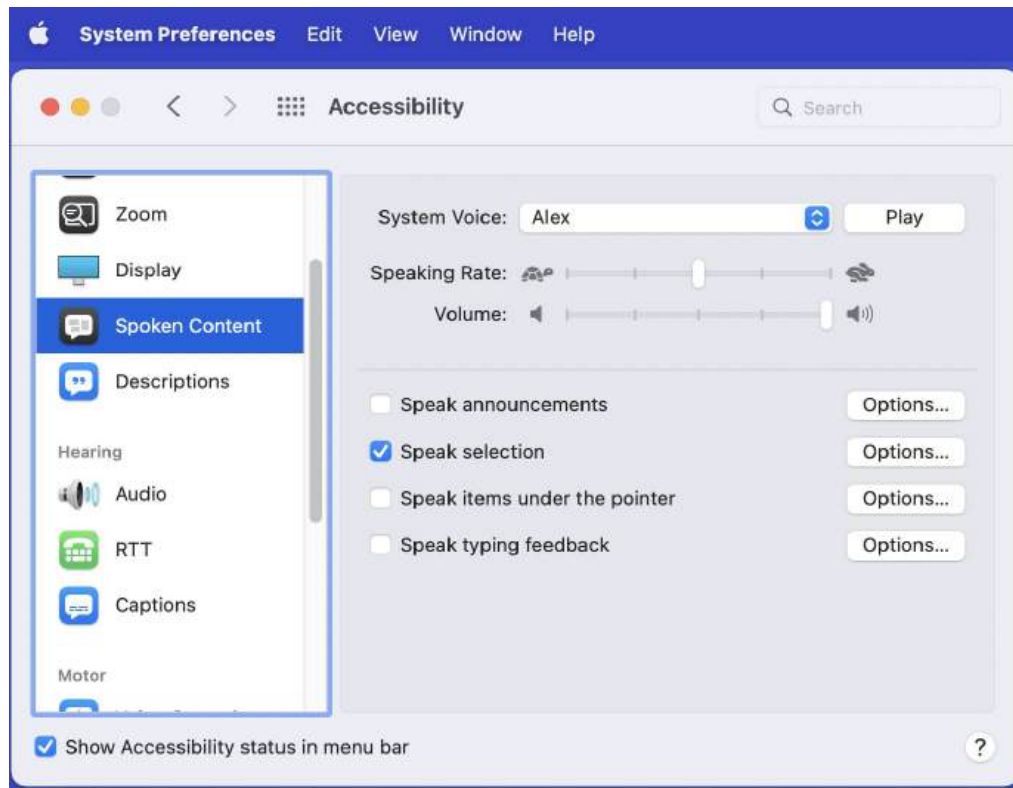 System Preferences Edit View Window Help
Accessibility
Search
Zoom
Display
Spoken Content
Descriptions
Hearing
Audio
RTT
Captions
Motor
System Voice: Alex Play
Speaking Rate:
Volume:
Speak announcements Options...
Speak selection Options...
Speak items under the pointer Options...
Speak typing feedback Options...
Show Accessibility status in menu bar ?